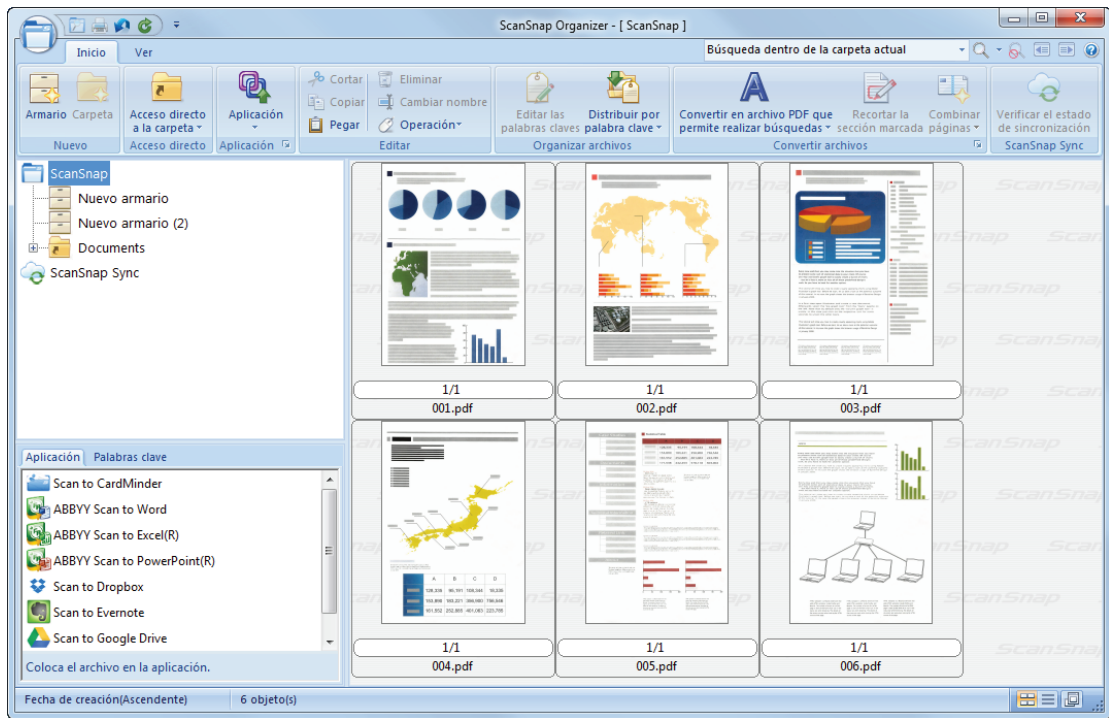 ScanSnap Organizer - [ ScanSnap ]
Inicio
Ver
Búsqueda dentro de la carpeta actual
Armario
Carpeta
Nuevo
Acceso directo
a la carpeta
Acceso directo
Aplicación
Aplicación
Cortar
Copiar
Pegar
Eliminar
Cambiar nombre
Operación
Editar
Editar las
palabras claves
Distribuir por
palabra clave
Organizar archivos
Convertir en archivo PDF que
permite realizar búsquedas
Recortar la
sección marcada
Combinar
páginas
Convertir archivos
Verificar el estado
de sincronización
ScanSnap Sync
ScanSnap
Nuevo armario
Nuevo armario (2)
Documents
ScanSnap Sync
1/1
001.pdf
1/1
002.pdf
1/1
003.pdf
1/1
004.pdf
1/1
005.pdf
1/1
006.pdf
Aplicación
Palabras clave
Scan to CardMinder
ABBYY Scan to Word
ABBYY Scan to Excel(R)
ABBYY Scan to PowerPoint(R)
Scan to Dropbox
Scan to Evernote
Scan to Google Drive
Coloca el archivo en la aplicación.
Fecha de creación(Ascendente)
6 objeto(s)